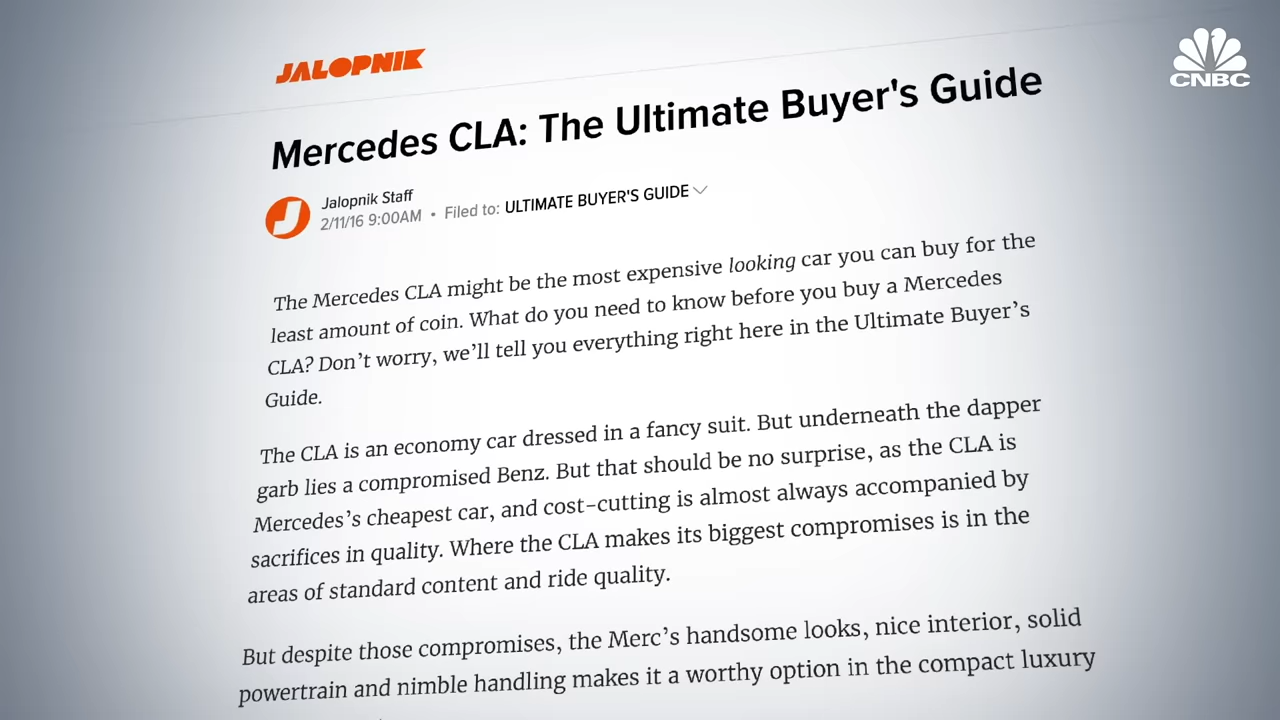 JALOPNIK
CNBC
Mercedes CLA: The Ultimate Buyer's Guide
J
Jalopnik Staff
2/11/16 9:00AM • Filed to: ULTIMATE BUYER'S GUIDE
The Mercedes CLA might be the most expensive looking car you can buy for the
least amount of coin. What do you need to know before you buy a Mercedes
CLA? Don’t worry, we’ll tell you everything right here in the Ultimate Buyer’s
Guide.
The CLA is an economy car dressed in a fancy suit. But underneath the dapper
garb lies a compromised Benz. But that should be no surprise, as the CLA is
Mercedes’s cheapest car, and cost-cutting is almost always accompanied by
sacrifices in quality. Where the CLA makes its biggest compromises is in the
areas of standard content and ride quality.
But despite those compromises, the Merc’s handsome looks, nice interior, solid
powertrain and nimble handling makes it a worthy option in the compact luxury